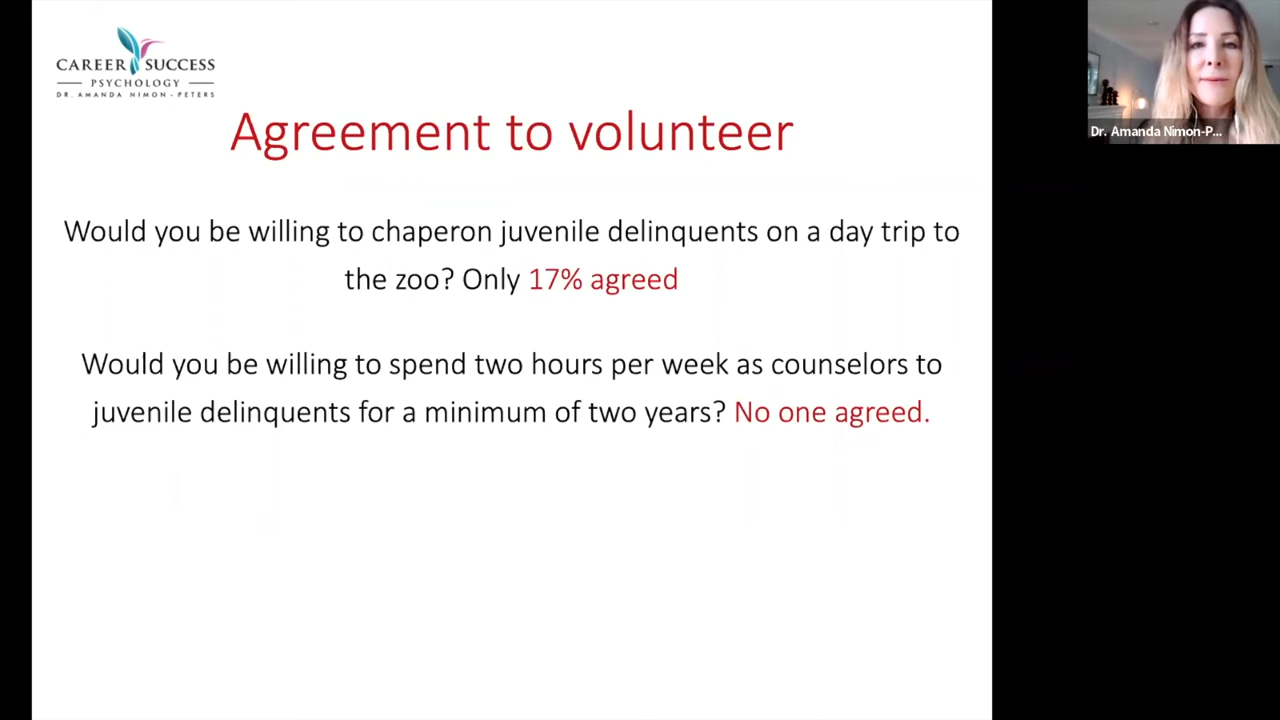 CAREER SUCCESS
PSYCHOLOGY
DR. AMANDA NIMON-PETERS
Agreement to volunteer
Would you be willing to chaperon juvenile delinquents on a day trip to
the zoo? Only 17% agreed
Would you be willing to spend two hours per week as counselors to
juvenile delinquents for a minimum of two years? No one agreed.
Dr. Amanda Nimon-P...